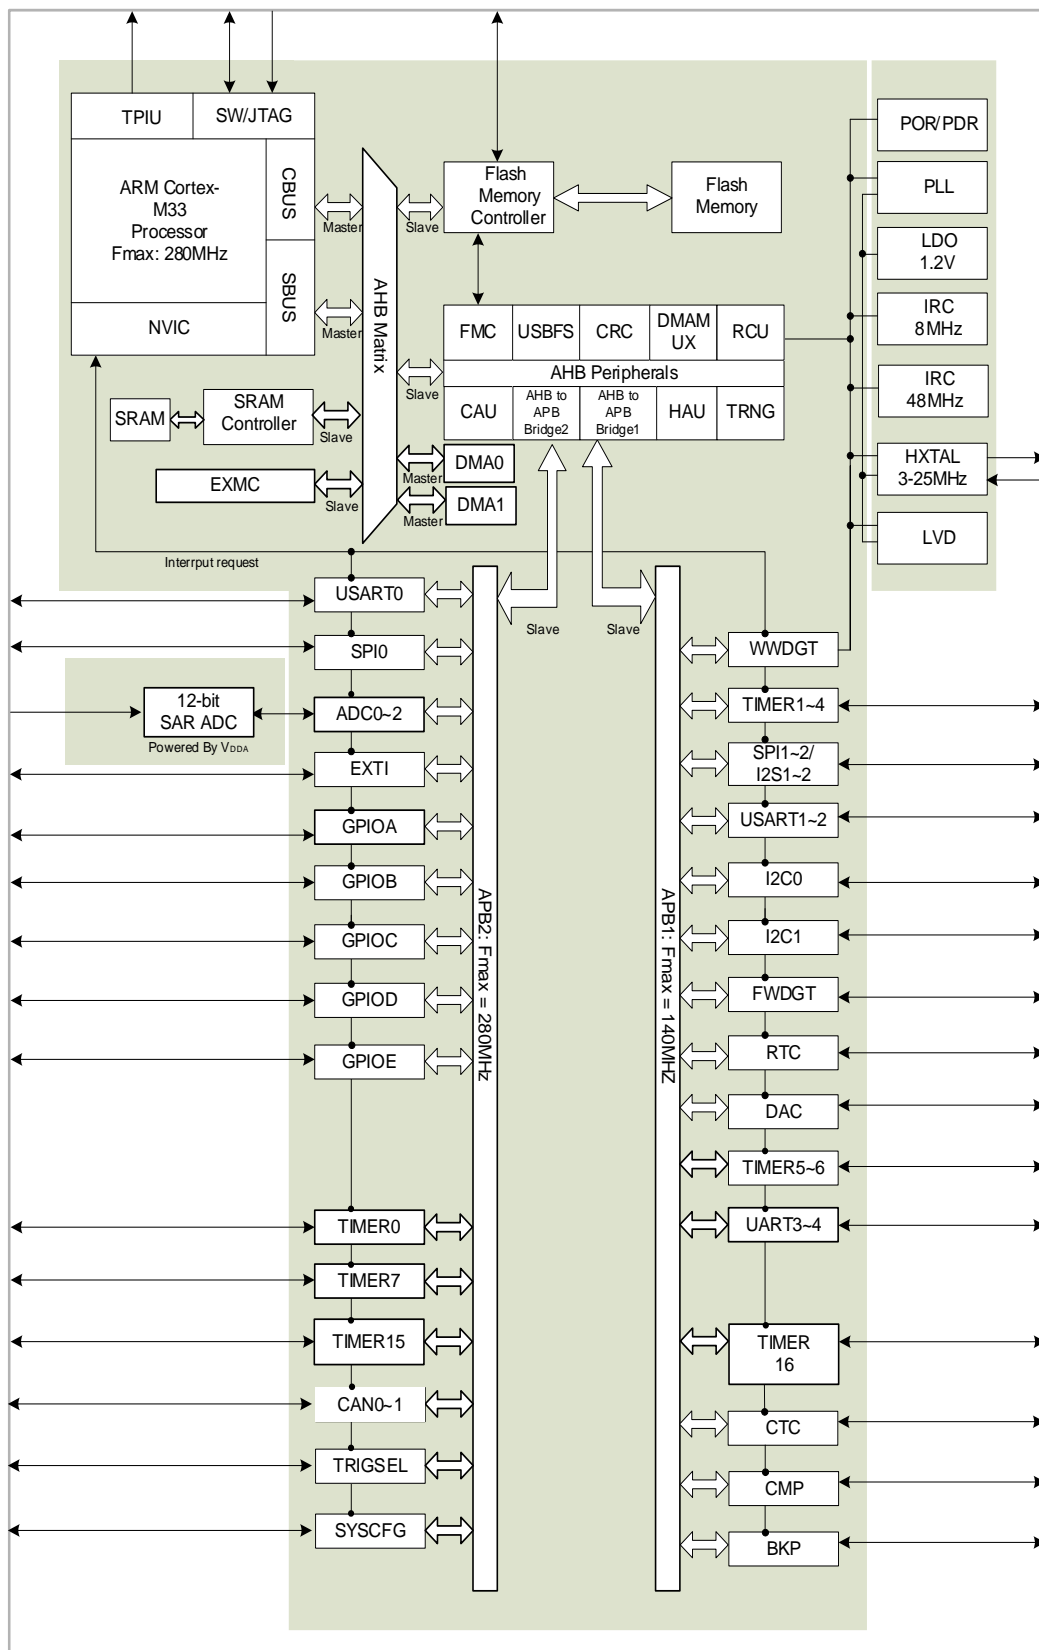 TPIU
SW/JTAG
ARM Cortex-
M33
Processor
Fmax: 280MHz
CBUS
SBUS
NVIC
Master
Master
AHB Matrix
Slave
Flash
Memory
Controller
Flash
Memory
FMC
USBFS
CRC
DMAM
UX
RCU
AHB Peripherals
Slave
CAU
AHB to
APB
Bridge2
AHB to
APB
Bridge1
HAU
TRNG
SRAM
SRAM
Controller
Slave
EXMC
Slave
DMA0
Master
DMA1
Master
POR/PDR
PLL
LDO
1.2V
IRC
8MHz
IRC
48MHz
HXTAL
3-25MHz
LVD
Interrput request
Slave
Slave
USART0
SPI0
12-bit
SAR ADC
Powered By VDDA
ADC0~2
EXTI
GPIOA
GPIOB
GPIOC
GPIOD
GPIOE
TIMER0
TIMER7
TIMER15
CAN0~1
TRIGSEL
SYSCFG
APB2: Fmax = 280MHz
APB1: Fmax = 140MHZ
WWDGT
TIMER1~4
SPI1~2/
I2S1~2
USART1~2
I2C0
I2C1
FWDGT
RTC
DAC
TIMER5~6
UART3~4
TIMER
16
CTC
CMP
BKP